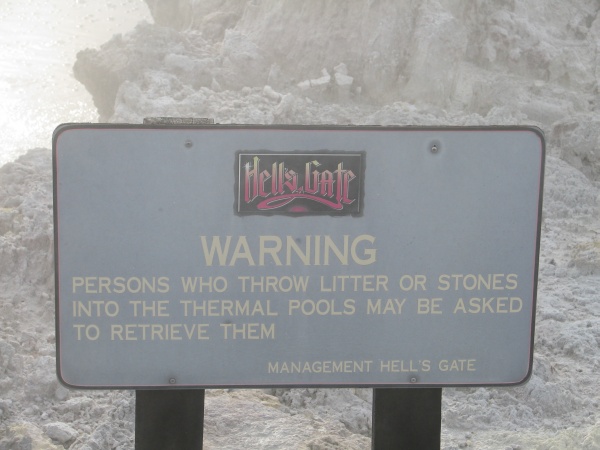 Hell's Gate
WARNING
PERSONS WHO THROW LITTER OR STONES
INTO THE THERMAL POOLS MAY BE ASKED
TO RETRIEVE THEM
MANAGEMENT HELL'S GATE